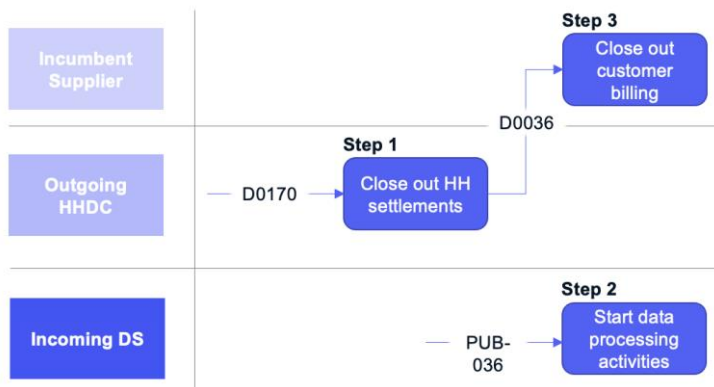 Step 3
Incumbent
Supplier
Close out
customer
billing
D0036
Step 1
Outgoing
HHDC
D0170
Close out HH
settlements
Step 2
Incoming DS
PUB-
036
Start data
processing
activities